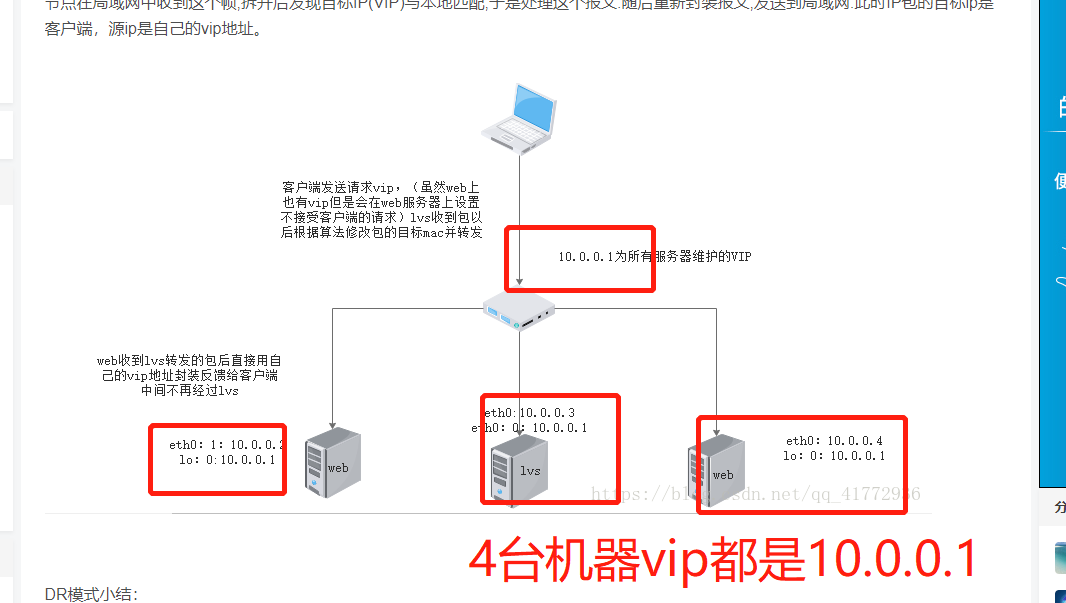 节点在局域网中收到这个帧,拆开后发现目标IP(VIP)与本地匹配,于是处理这个报文.随后重新封装报文,发送到局域网.此时IP包的目标ip是
客户端，源ip是自己的vip地址。
客户端发送请求vip，（虽然web上
也有vip但是会在web服务器上设置
不接受客户端的请求）lvs收到包以
后根据算法修改包的目标mac并转发
10.0.0.1为所有服务器维护的VIP
web收到lvs转发的包后直接用自
己的vip地址封装反馈给客户端
中间不再经过lvs
eth0: 1: 10.0.0.2
lo: 0:10.0.0.1
web
eth0:10.0.0.3
eth0: 0: 10.0.0.1
lvs
eth0: 10.0.0.4
lo: 0: 10.0.0.1
web
4台机器vip都是10.0.0.1
DR模式小结：
的
便
分